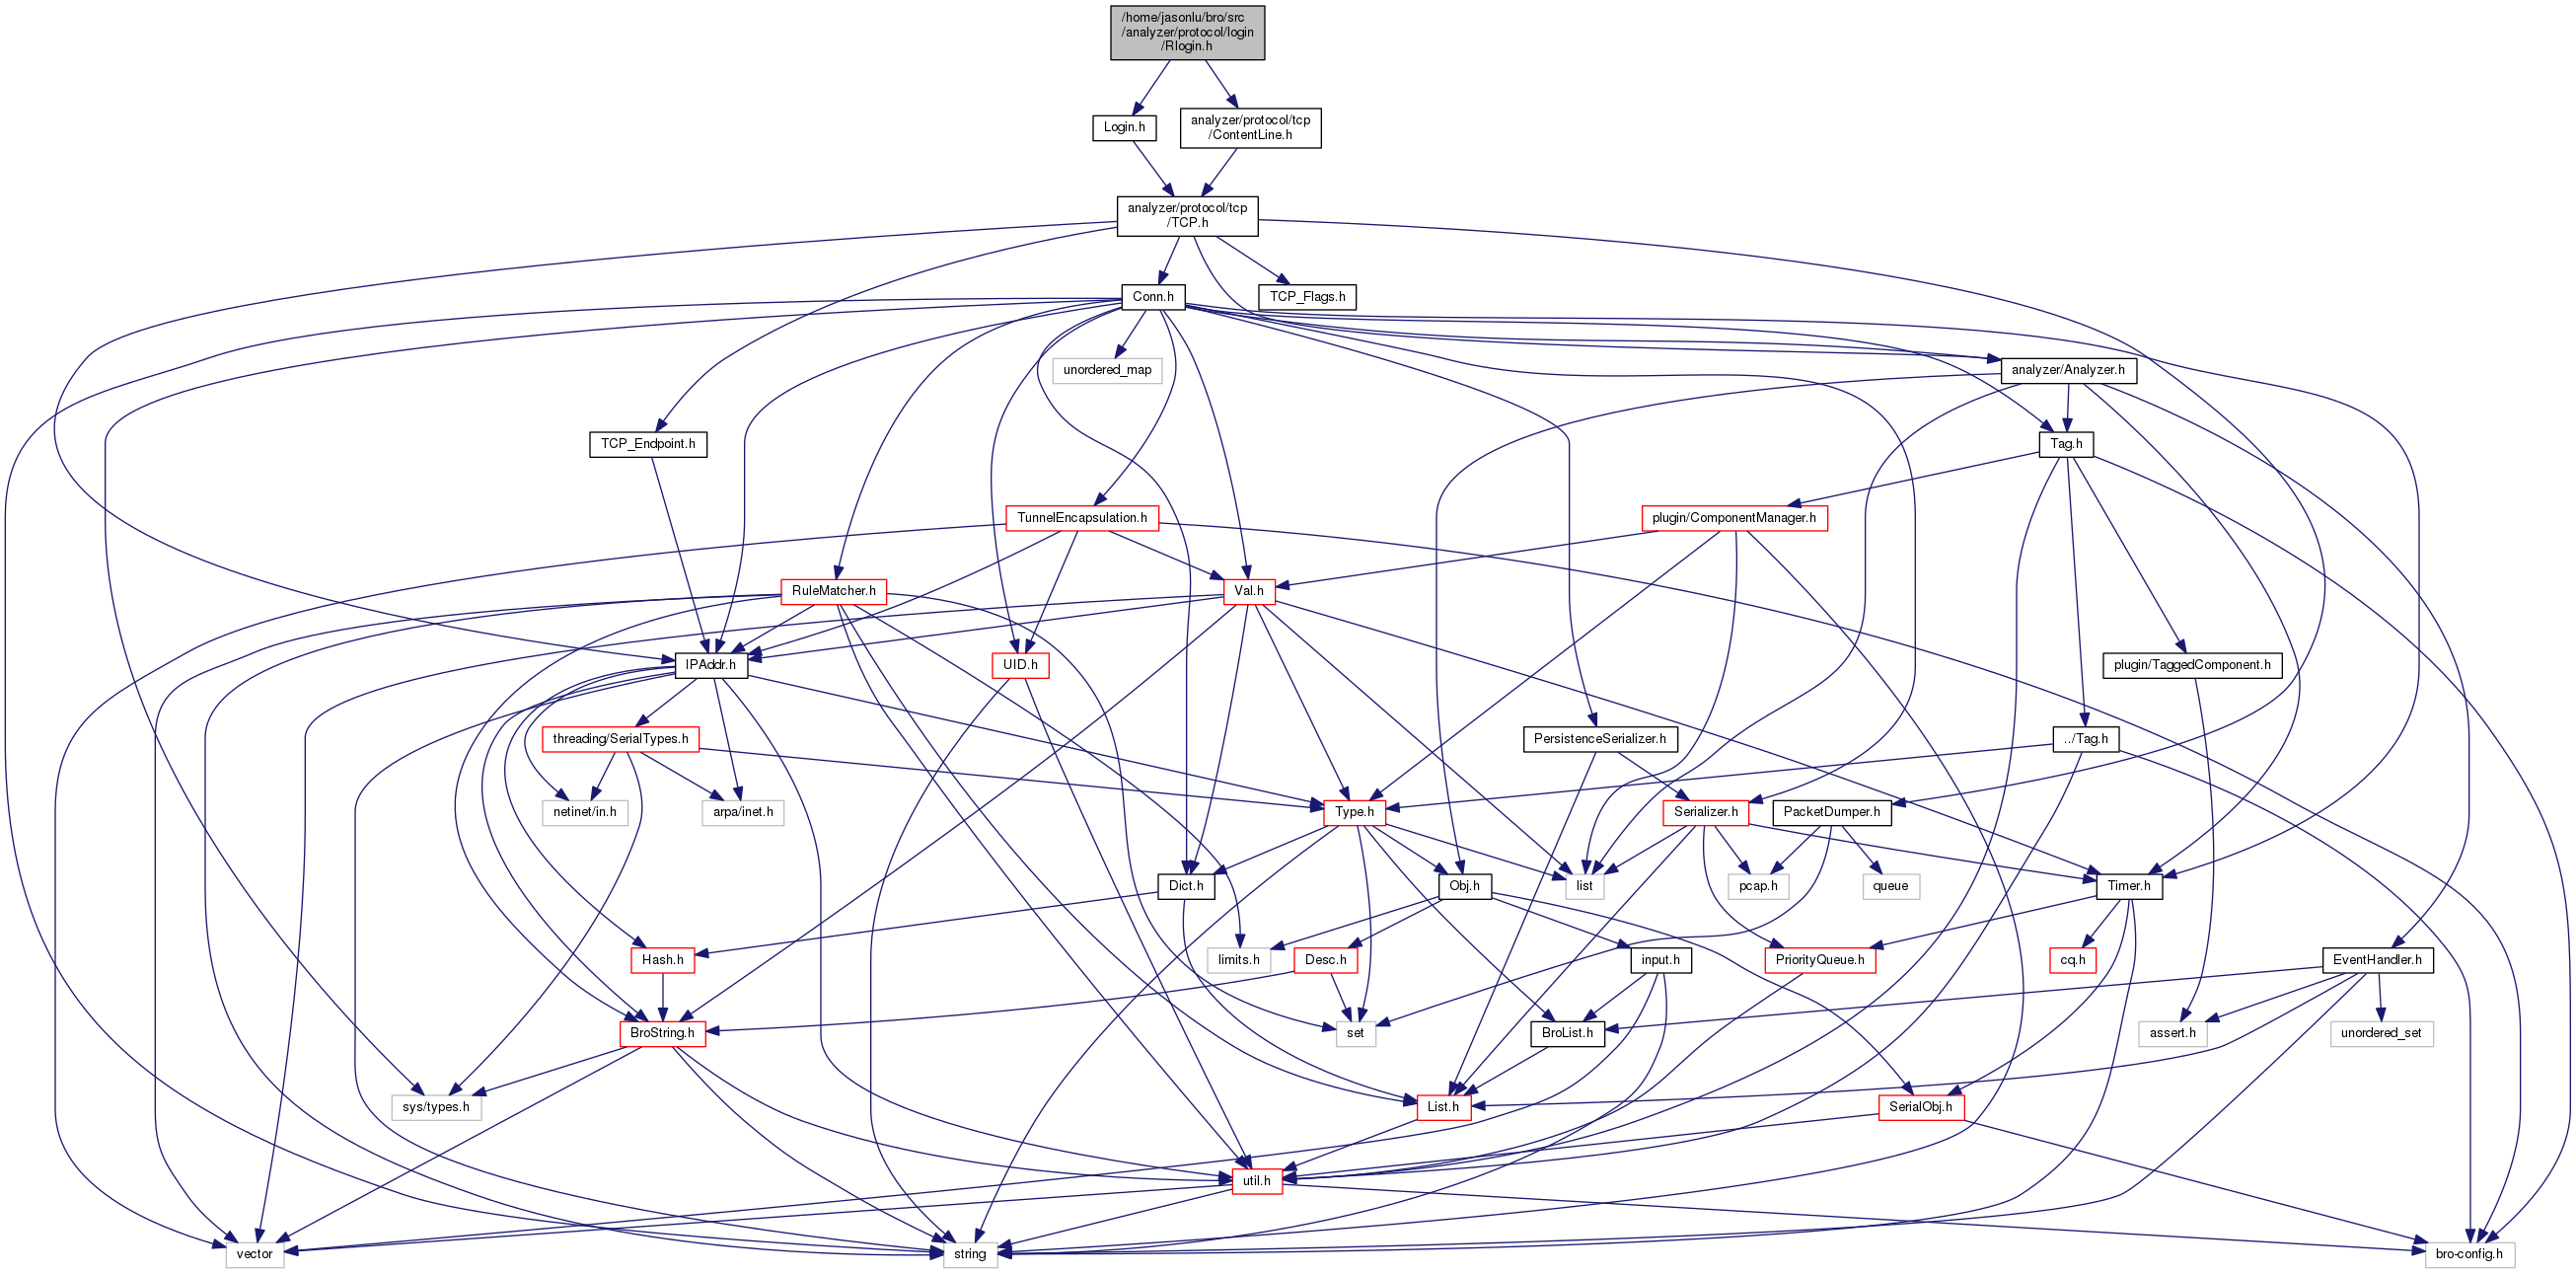 /home/jasonlu/bro/src
/analyzer/protocol/login
/Rlogin.h
Login.h
analyzer/protocol/tcp
/ContentLine.h
analyzer/protocol/tcp
/TCP.h
Conn.h
TCP_Flags.h
unordered_map
analyzer/Analyzer.h
TCP_Endpoint.h
Tag.h
TunnelEncapsulation.h
plugin/ComponentManager.h
RuleMatcher.h
Val.h
IPAddr.h
UID.h
plugin/TaggedComponent.h
threading/SerialTypes.h
PersistenceSerializer.h
../Tag.h
netinet/in.h
arpa/inet.h
Type.h
Serializer.h
PacketDumper.h
Dict.h
Obj.h
list
pcap.h
queue
Timer.h
Hash.h
limits.h
Desc.h
input.h
PriorityQueue.h
cq.h
EventHandler.h
BroString.h
set
BroList.h
assert.h
unordered_set
sys/types.h
List.h
SerialObj.h
util.h
vector
string
bro-config.h